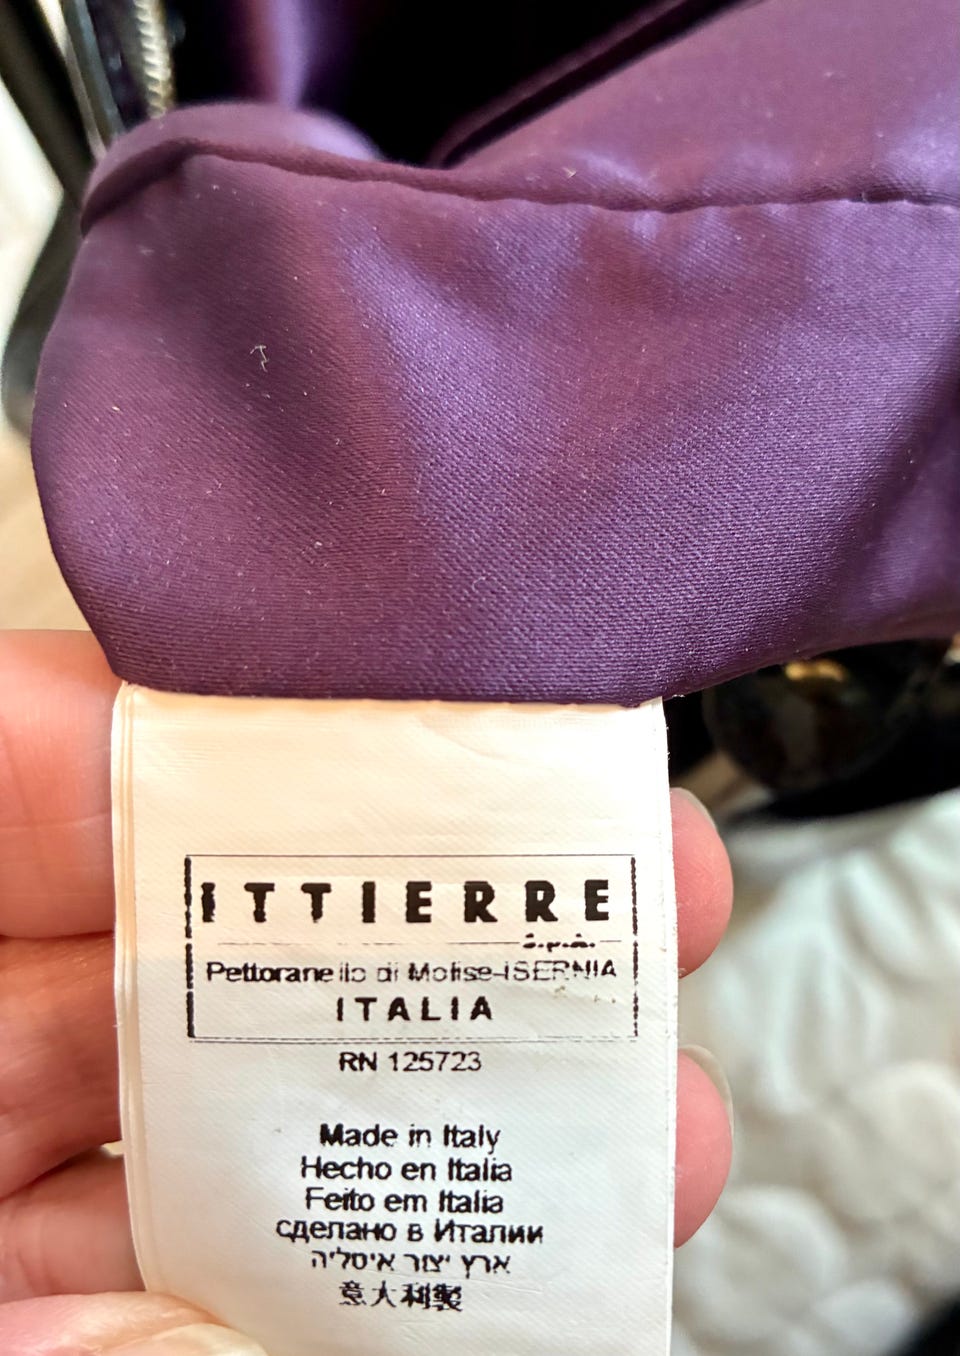 ITTIERRE
S.p.A.
Pettoranello di Molise-ISERNIA
ITALIA
RN 125723
Made in Italy
Hecho en Italia
Feito em Italia
сделано в Италии
ארץ יצור איטליה
意大利製